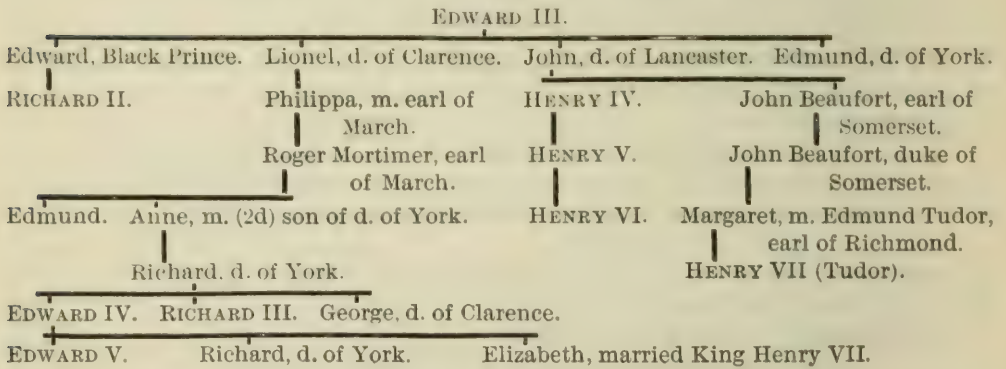 EDWARD III.
Edward, Black Prince. Lionel, d. of Clarence. John, d. of Lancaster. Edmund, d. of York.
RICHARD II. Philippa, m. earl of March. HENRY IV. John Beaufort, earl of Somerset.
Roger Mortimer, earl of March. HENRY V. John Beaufort, duke of Somerset.
Edmund. Anne, m. (2d) son of d. of York. HENRY VI. Margaret, m. Edmund Tudor, earl of Richmond.
Richard, d. of York. HENRY VII (Tudor).
EDWARD IV. RICHARD III. George, d. of Clarence.
EDWARD V. Richard, d. of York. Elizabeth, married King Henry VII.